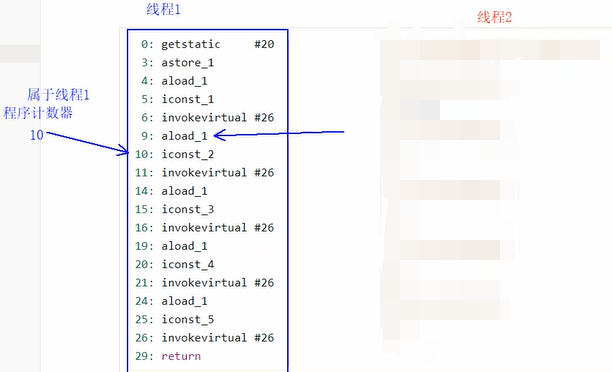 线程1
线程2
属于线程1
程序计数器
10
0: getstatic #20
3: astore_1
4: aload_1
5: iconst_1
6: invokevirtual #26
9: aload_1
10: iconst_2
11: invokevirtual #26
14: aload_1
15: iconst_3
16: invokevirtual #26
19: aload_1
20: iconst_4
21: invokevirtual #26
24: aload_1
25: iconst_5
26: invokevirtual #26
29: return